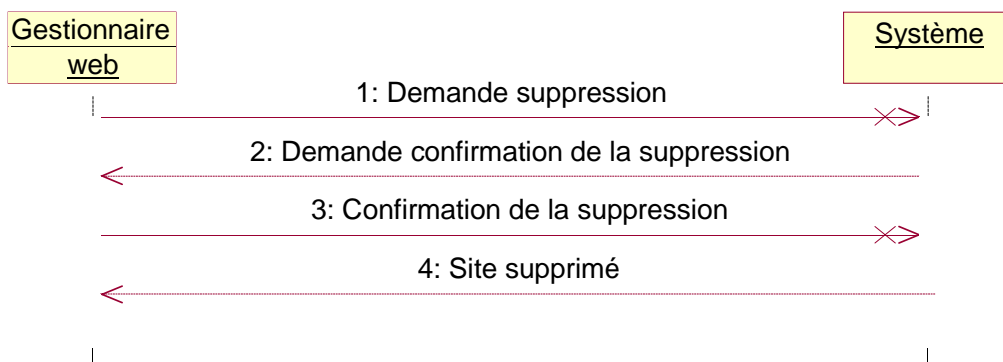 Gestionnaire
web
Système
1: Demande suppression
2: Demande confirmation de la suppression
3: Confirmation de la suppression
4: Site supprimé